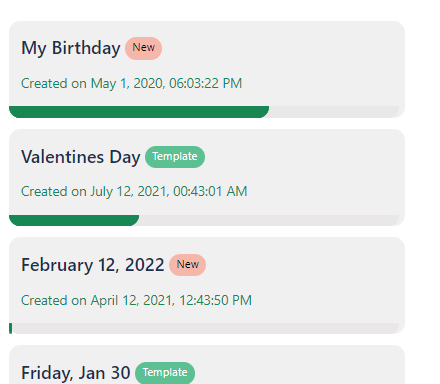 My Birthday New
Created on May 1, 2020, 06:03:22 PM
Valentines Day Template
Created on July 12, 2021, 00:43:01 AM
February 12, 2022 New
Created on April 12, 2021, 12:43:50 PM
Friday, Jan 30 Template